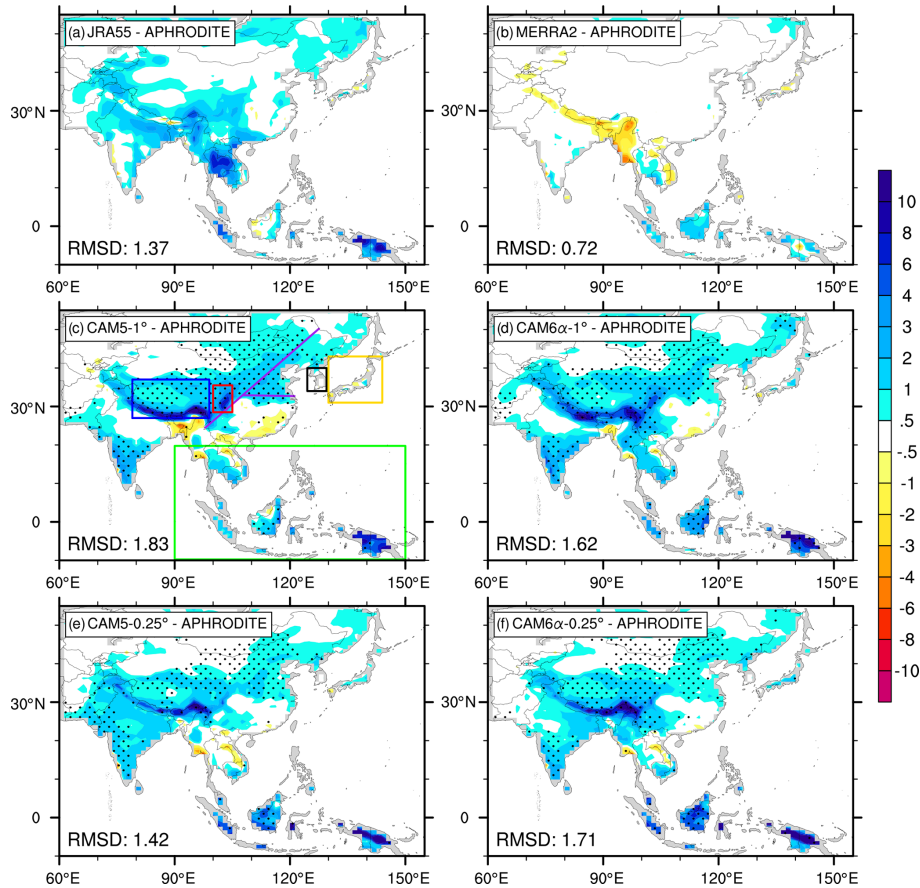 (a) JRA55 - APHRODITE
30°N
0
RMSD: 1.37
60°E 90°E 120°E 150°E
(b) MERRA2 - APHRODITE
30°N
0
RMSD: 0.72
60°E 90°E 120°E 150°E
(c) CAM5-1° - APHRODITE
30°N
0
RMSD: 1.83
60°E 90°E 120°E 150°E
(d) CAM6α-1° - APHRODITE
30°N
0
RMSD: 1.62
60°E 90°E 120°E 150°E
(e) CAM5-0.25° - APHRODITE
30°N
0
RMSD: 1.42
60°E 90°E 120°E 150°E
(f) CAM6α-0.25° - APHRODITE
30°N
0
RMSD: 1.71
60°E 90°E 120°E 150°E
10
8
6
4
3
2
1
.5
-.5
-1
-2
-3
-4
-6
-8
-10